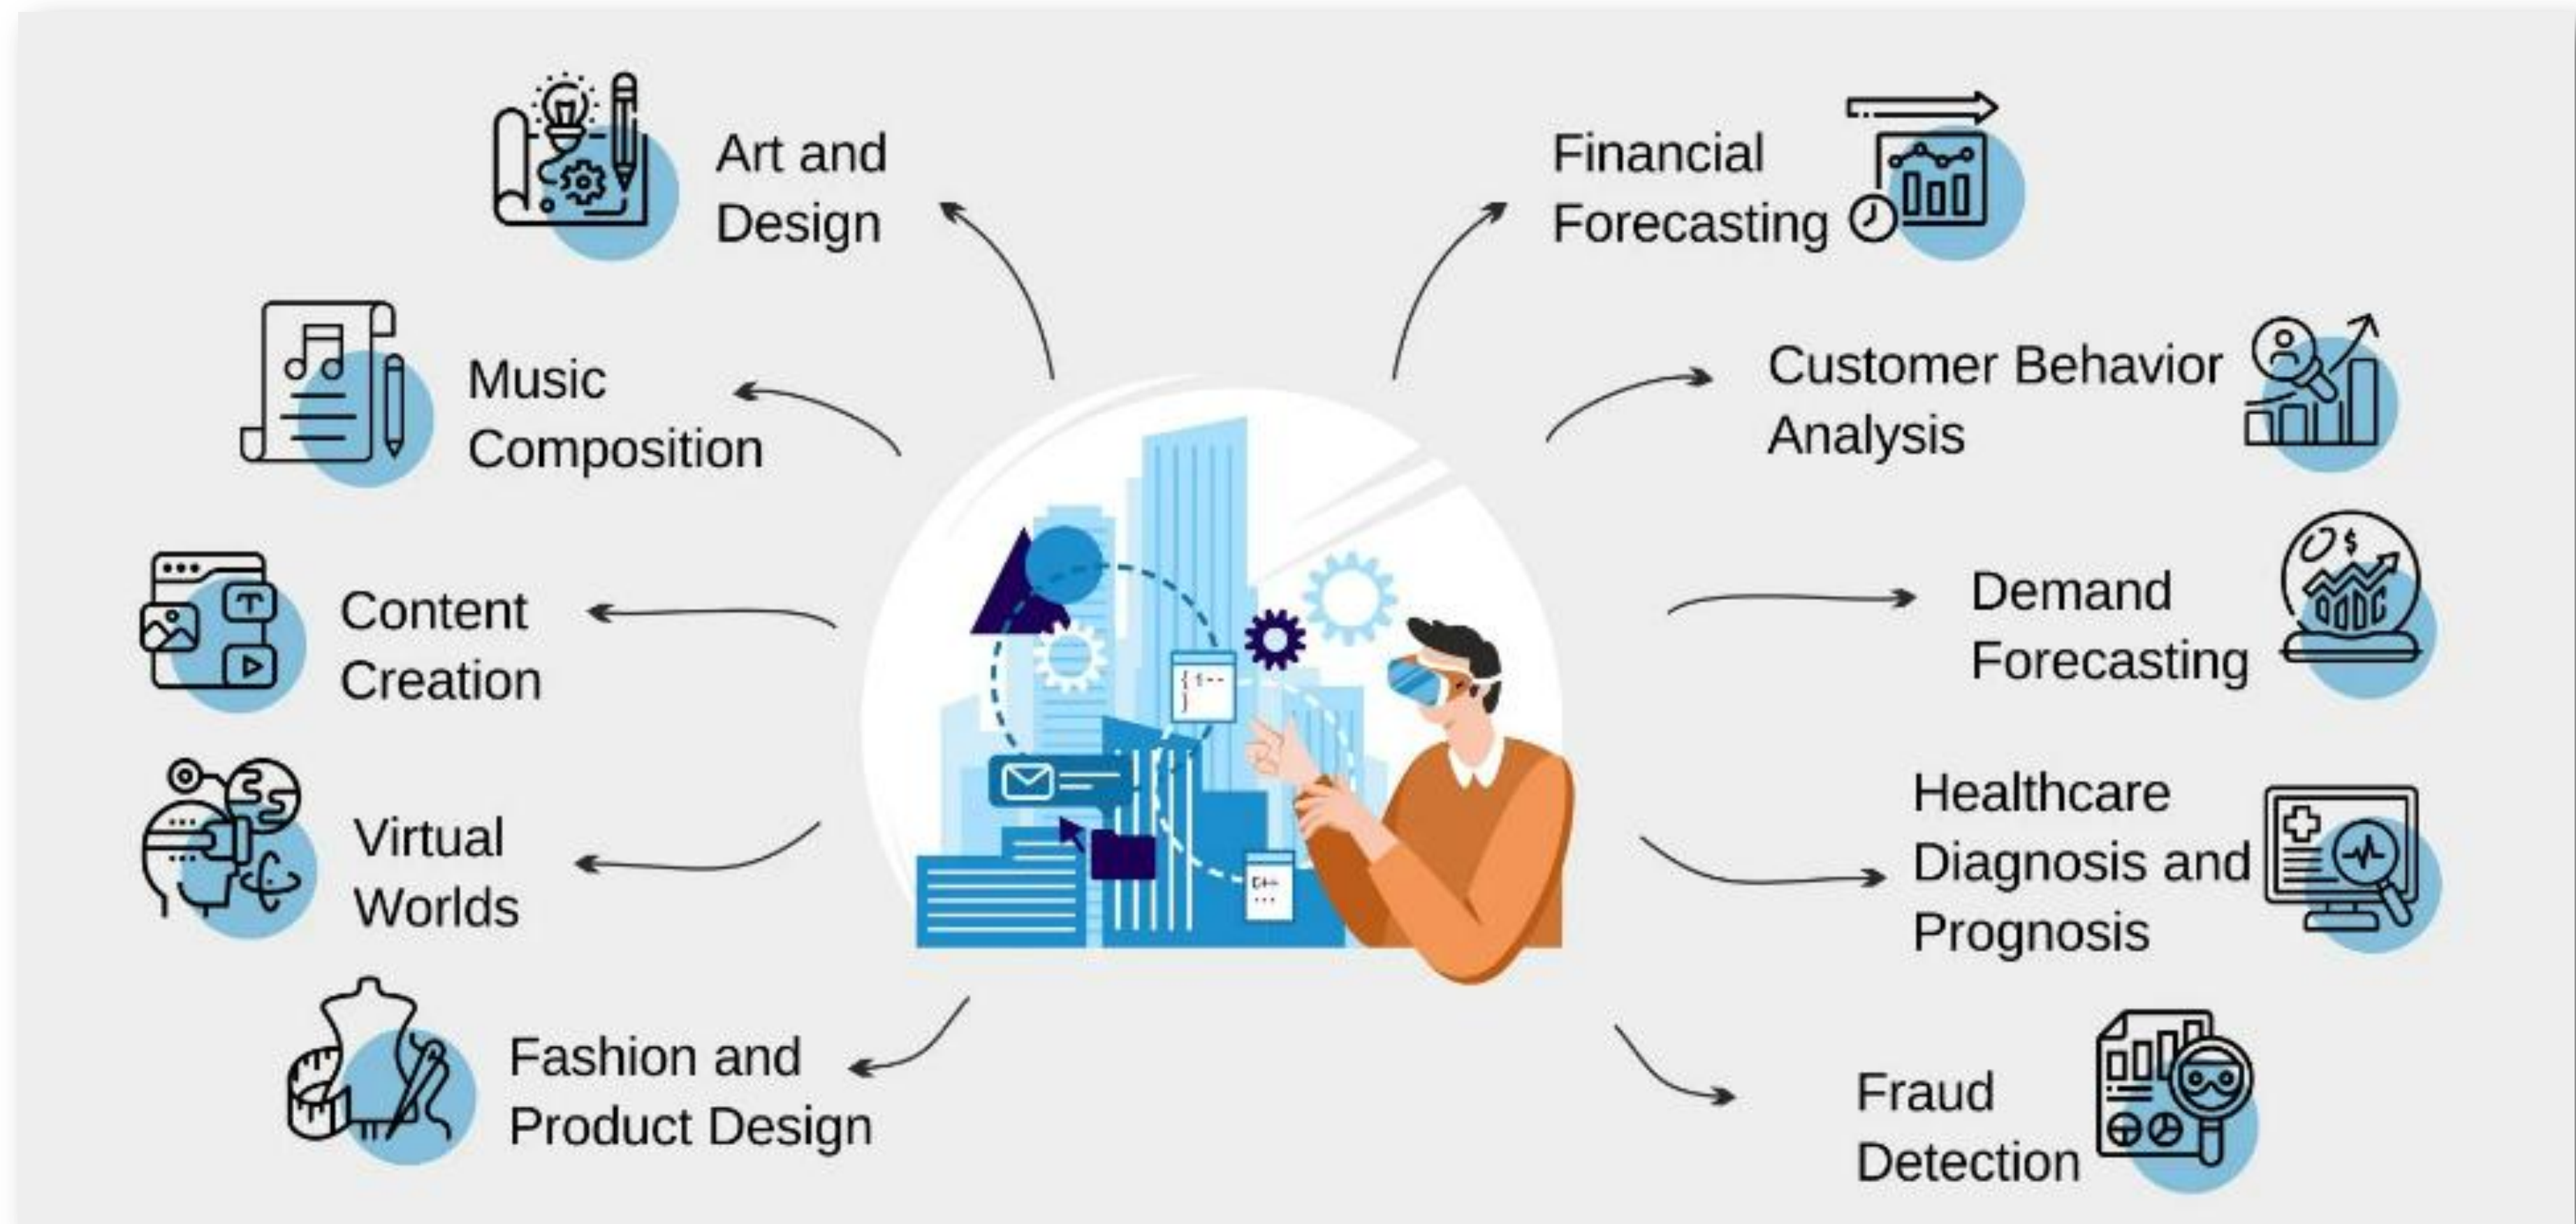 Art and
Design
Music
Composition
Content
Creation
Virtual
Worlds
Fashion and
Product Design
Financial
Forecasting
Customer Behavior
Analysis
Demand
Forecasting
Healthcare
Diagnosis and
Prognosis
Fraud
Detection